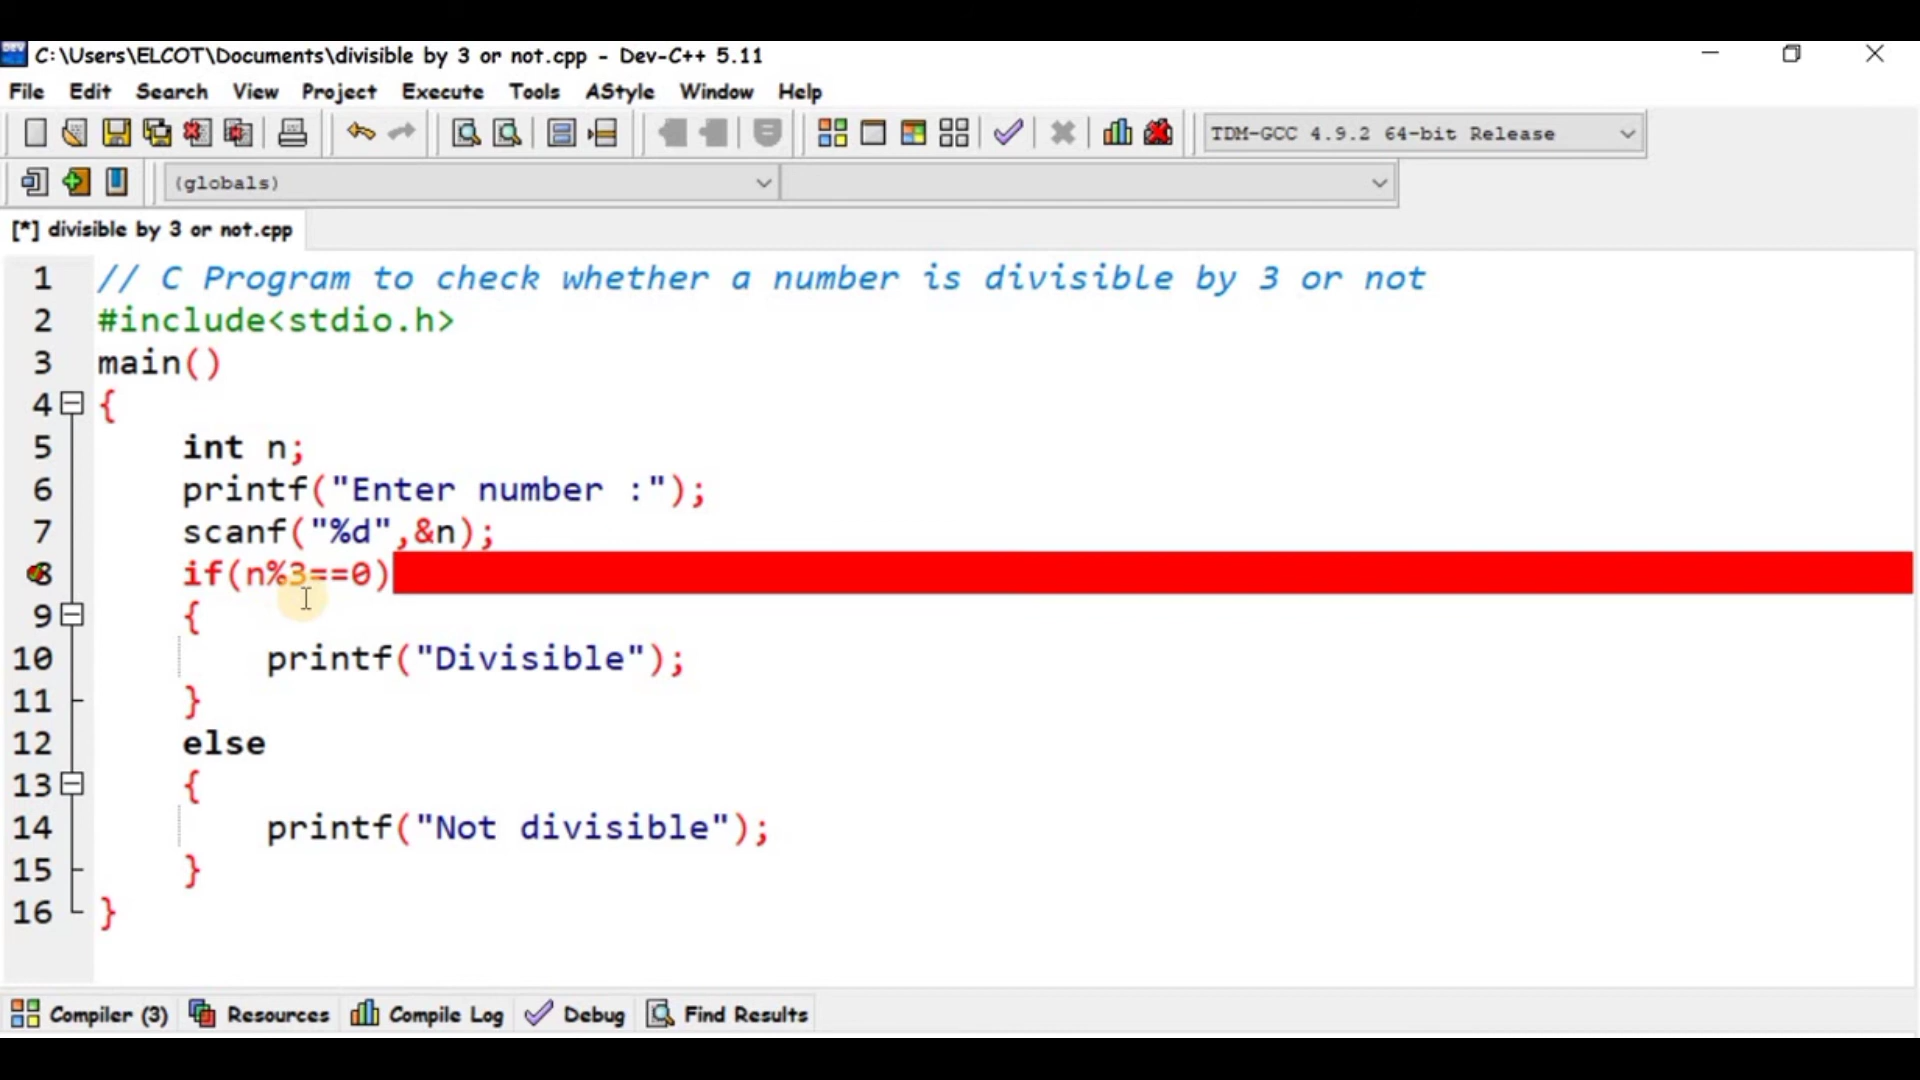 C:\Users\ELCOT\Documents\divisible by 3 or not.cpp - Dev-C++ 5.11
File Edit Search View Project Execute Tools AStyle Window Help
TDM-GCC 4.9.2 64-bit Release
(globals)
[*] divisible by 3 or not.cpp
1 // C Program to check whether a number is divisible by 3 or not
2 #include<stdio.h>
3 main()
4 {
5 int n;
6 printf("Enter number :");
7 scanf("%d",&n);
8 if(n%3==0)
9 {
10 printf("Divisible");
11 }
12 else
13 {
14 printf("Not divisible");
15 }
16 }
Compiler (3) Resources Compile Log Debug Find Results